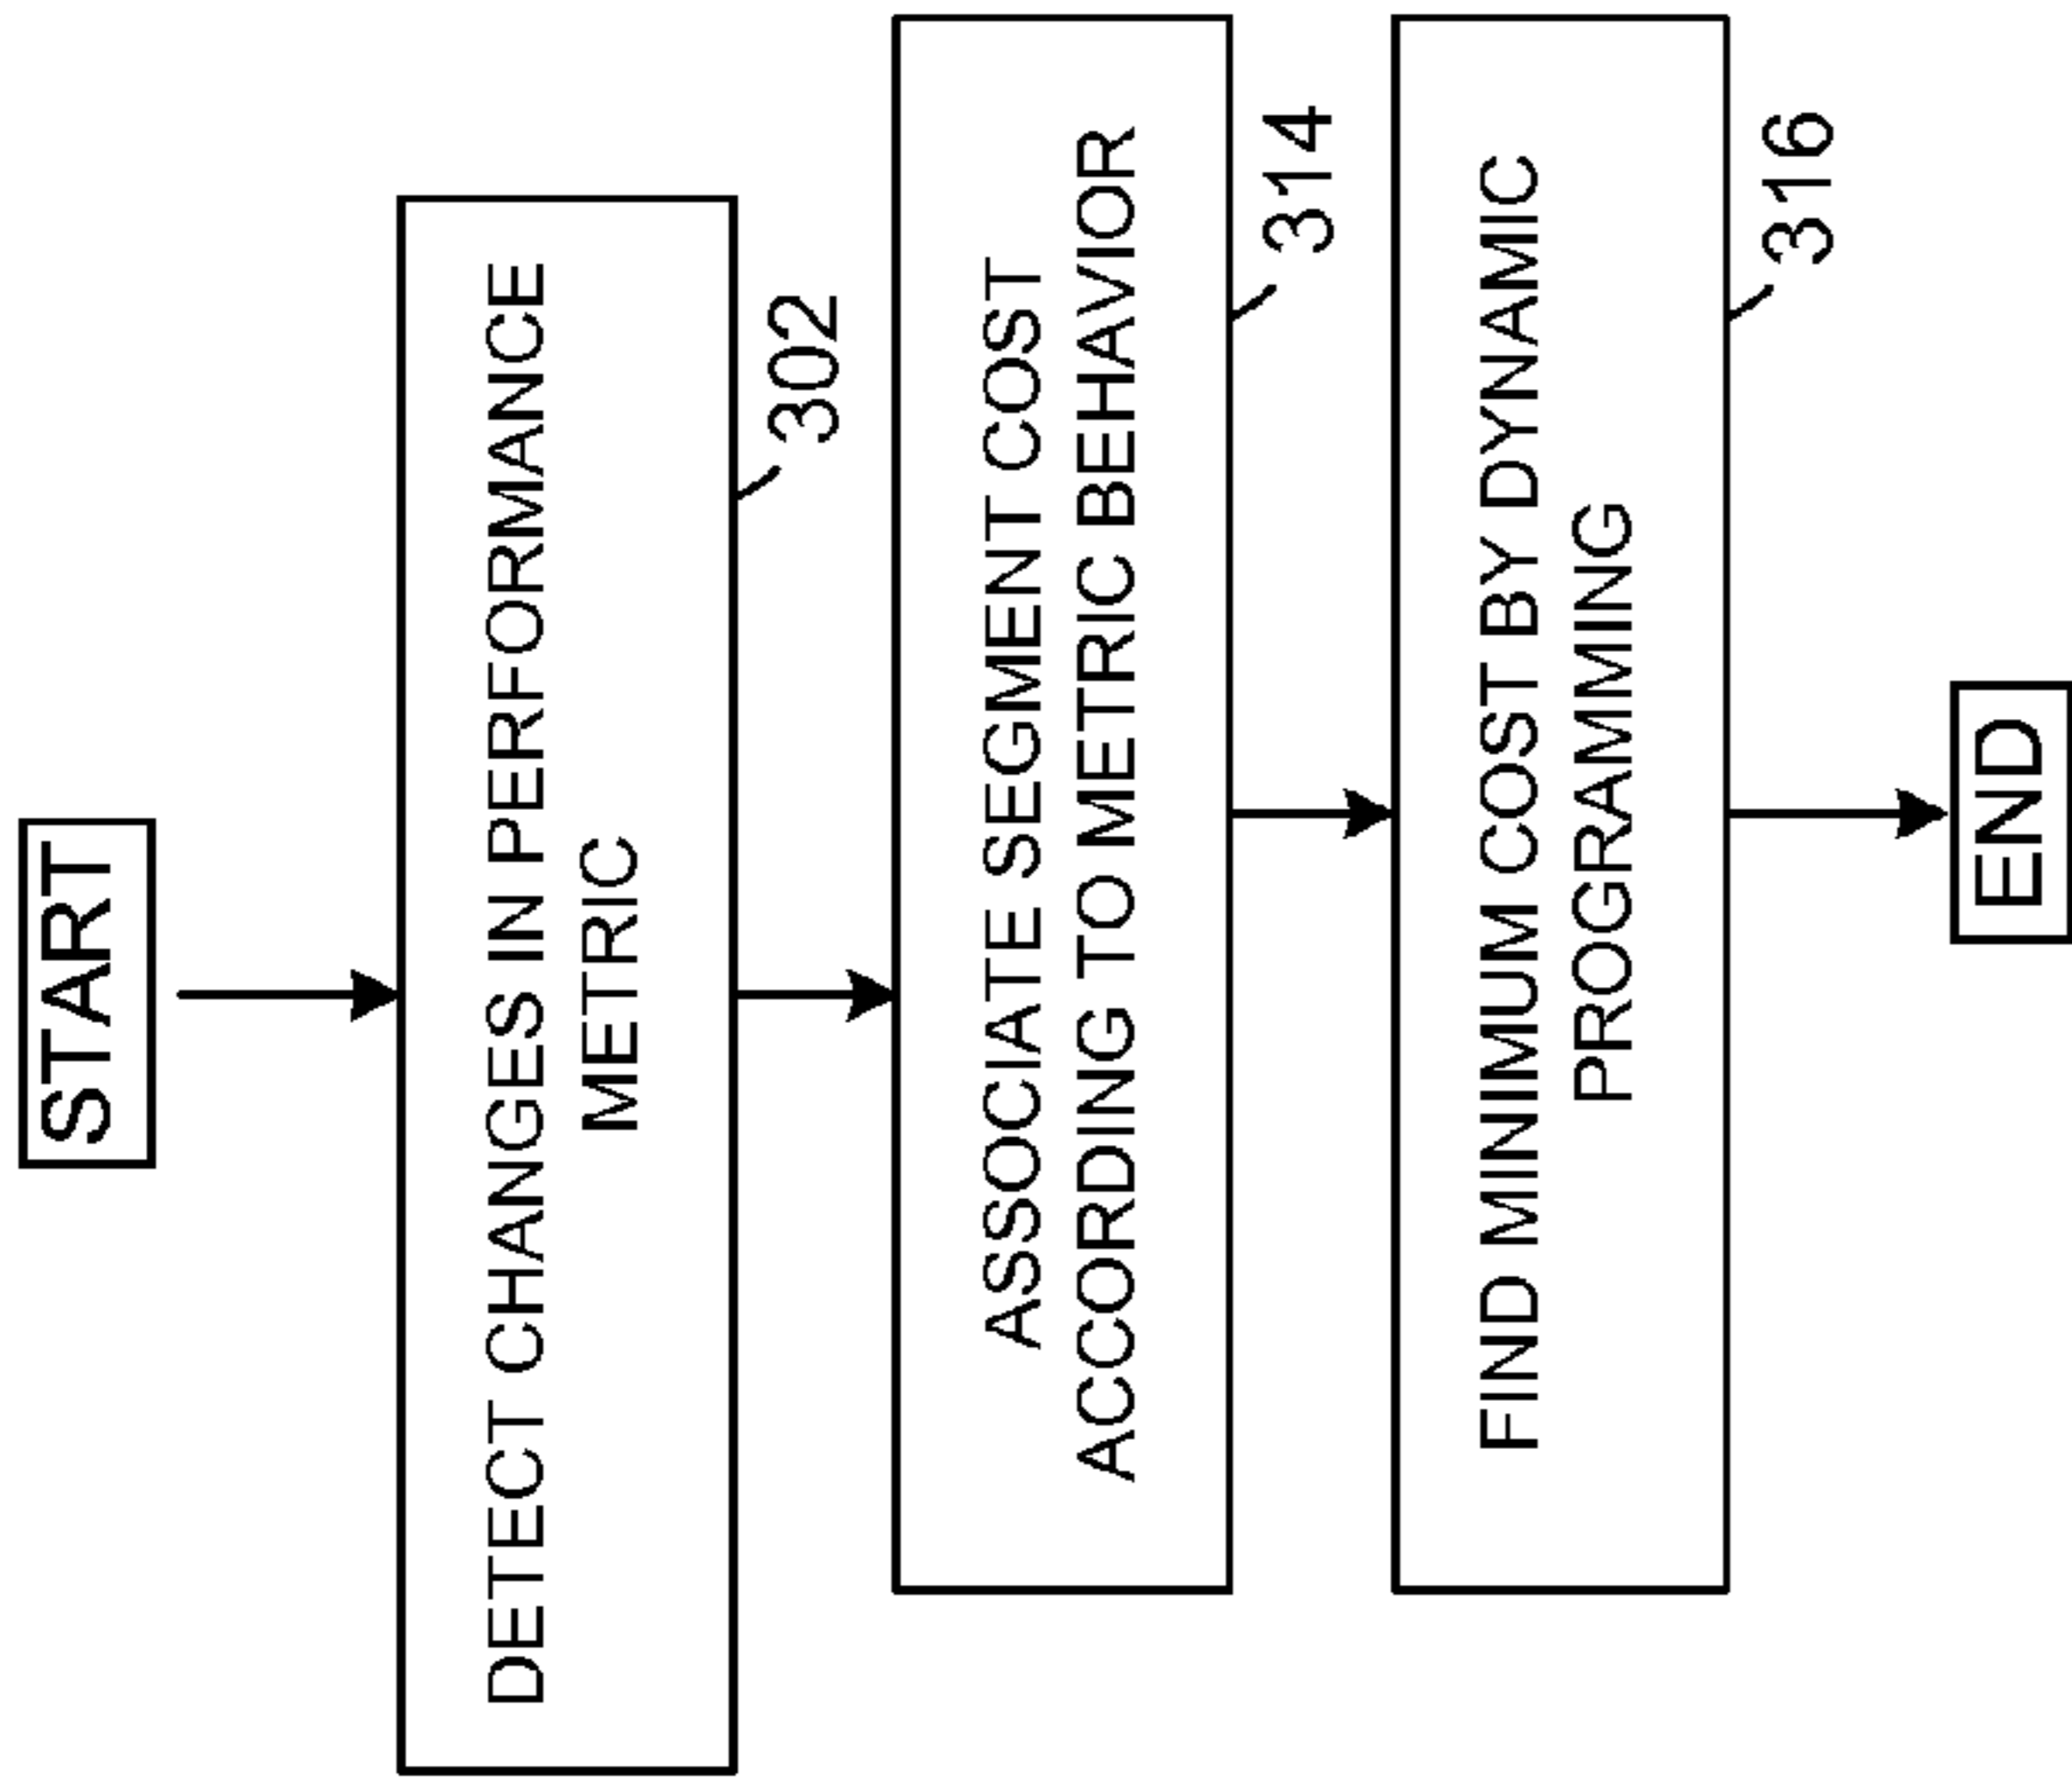 START
DETECT CHANGES IN PERFORMANCE
METRIC
302
ASSOCIATE SEGMENT COST
ACCORDING TO METRIC BEHAVIOR
314
FIND MINIMUM COST BY DYNAMIC
PROGRAMMING
316
END